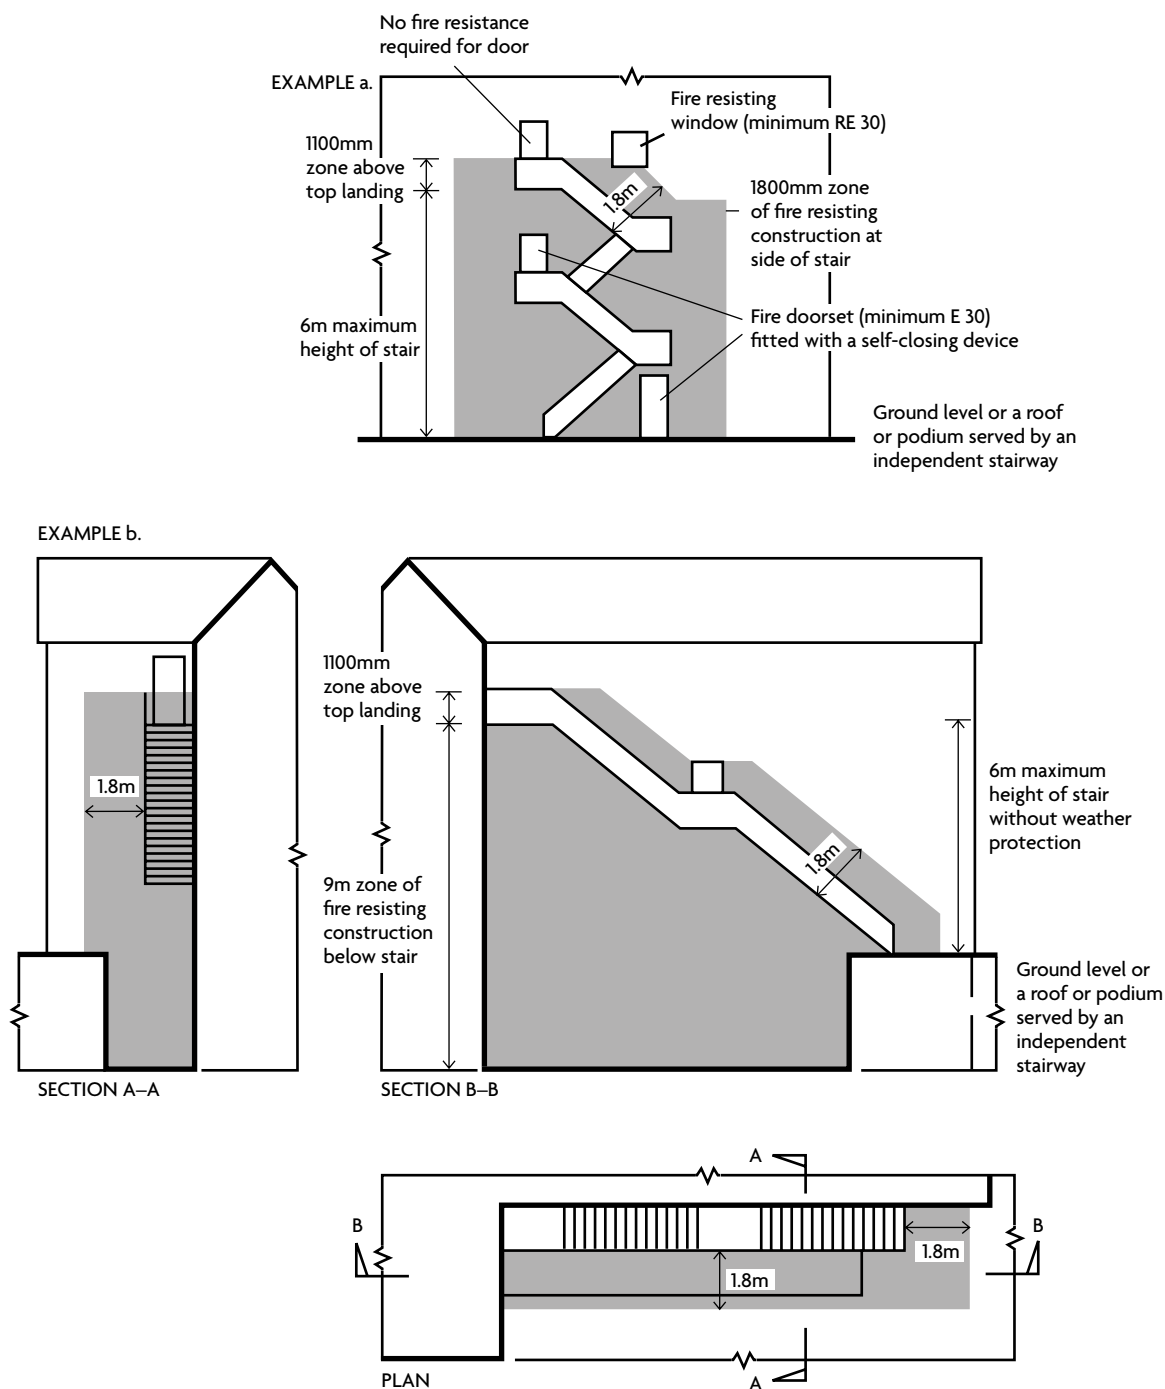 No fire resistance
required for door
EXAMPLE a.
Fire resisting
window (minimum RE 30)
1100mm
zone above
top landing
1.8m
1800mm zone
of fire resisting
construction at
side of stair
6m maximum
height of stair
Fire doorset (minimum E 30)
fitted with a self-closing device
Ground level or a roof
or podium served by an
independent stairway
EXAMPLE b.
1.8m
SECTION A–A
1100mm
zone above
top landing
9m zone of
fire resisting
construction
below stair
1.8m
6m maximum
height of stair
without weather
protection
Ground level or
a roof or podium
served by an
independent
stairway
SECTION B–B
A
B
B
1.8m
1.8m
A
PLAN